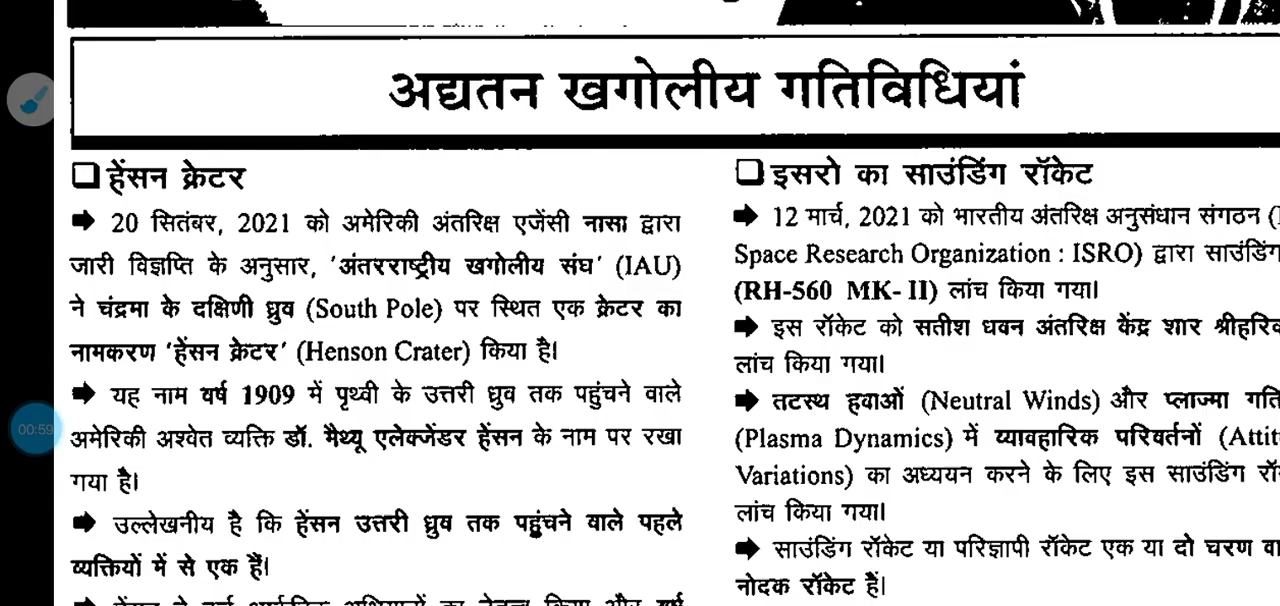 अद्यतन खगोलीय गतिविधियां
❑ हेंसन क्रेटर
➡ 20 सितंबर, 2021 को अमेरिकी अंतरिक्ष एजेंसी नासा द्वारा
जारी विज्ञप्ति के अनुसार, 'अंतरराष्ट्रीय खगोलीय संघ' (IAU)
ने चंद्रमा के दक्षिणी ध्रुव (South Pole) पर स्थित एक क्रेटर का
नामकरण 'हेंसन क्रेटर' (Henson Crater) किया है।
➡ यह नाम वर्ष 1909 में पृथ्वी के उत्तरी ध्रुव तक पहुंचने वाले
अमेरिकी अश्वेत व्यक्ति डॉ. मैथ्यू एलेक्जेंडर हेंसन के नाम पर रखा
गया है।
➡ उल्लेखनीय है कि हेंसन उत्तरी ध्रुव तक पहुंचने वाले पहले
व्यक्तियों में से एक हैं।
❑ इसरो का साउंडिंग रॉकेट
➡ 12 मार्च, 2021 को भारतीय अंतरिक्ष अनुसंधान संगठन
Space Research Organization : ISRO) द्वारा साउंडिंग
(RH-560 MK- II) लांच किया गया।
➡ इस रॉकेट को सतीश धवन अंतरिक्ष केंद्र शार
लांच किया गया।
➡ तटस्थ हवाओं (Neutral Winds) और प्लाज्मा
(Plasma Dynamics) में व्यावहारिक परिवर्तनों
Variations) का अध्ययन करने के लिए इस साउंडिंग
लांच किया गया।
➡ साउंडिंग रॉकेट या परिज्ञापी रॉकेट एक या दो चरण
नोदक रॉकेट हैं।
00:59